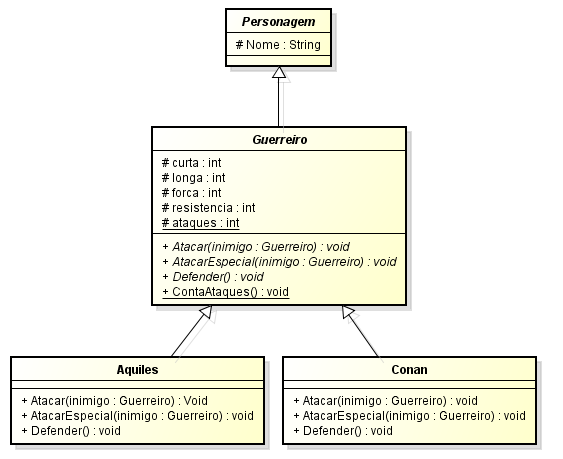 Personagem
# Nome : String
Guerreiro
# curta : int
# longa : int
# forca : int
# resistencia : int
# ataques : int
+ Atacar(inimigo : Guerreiro) : void
+ AtacarEspecial(inimigo : Guerreiro) : void
+ Defender() : void
+ ContaAtaques() : void
Aquiles
+ Atacar(inimigo : Guerreiro) : Void
+ AtacarEspecial(inimigo : Guerreiro) : void
+ Defender() : void
Conan
+ Atacar(inimigo : Guerreiro) : void
+ AtacarEspecial(inimigo : Guerreiro) : void
+ Defender() : void